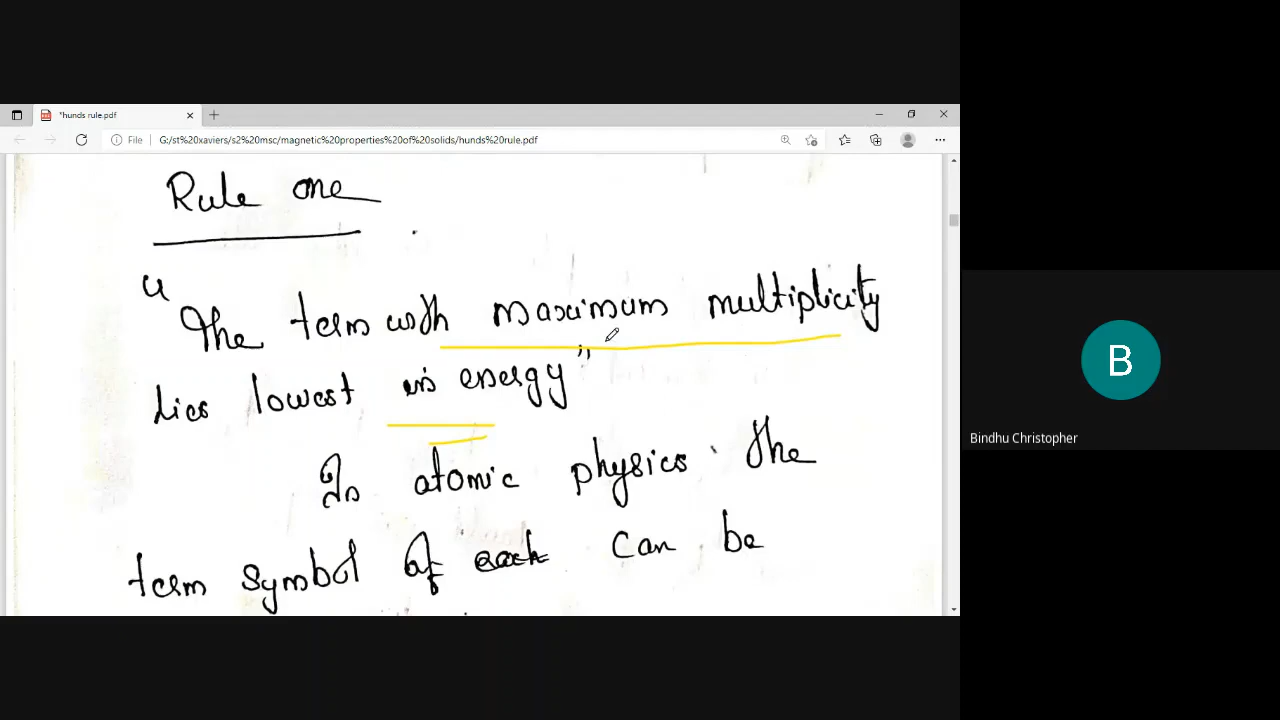 *hunds rule.pdf
File G:/st%20xaviers/s2%20msc/magnetic%20properties%20of%20solids/hunds%20rule.pdf
Rule one
"The term with maximum multiplicity
lies lowest in energy"
In atomic physics the
term symbol of each can be
B
Bindhu Christopher